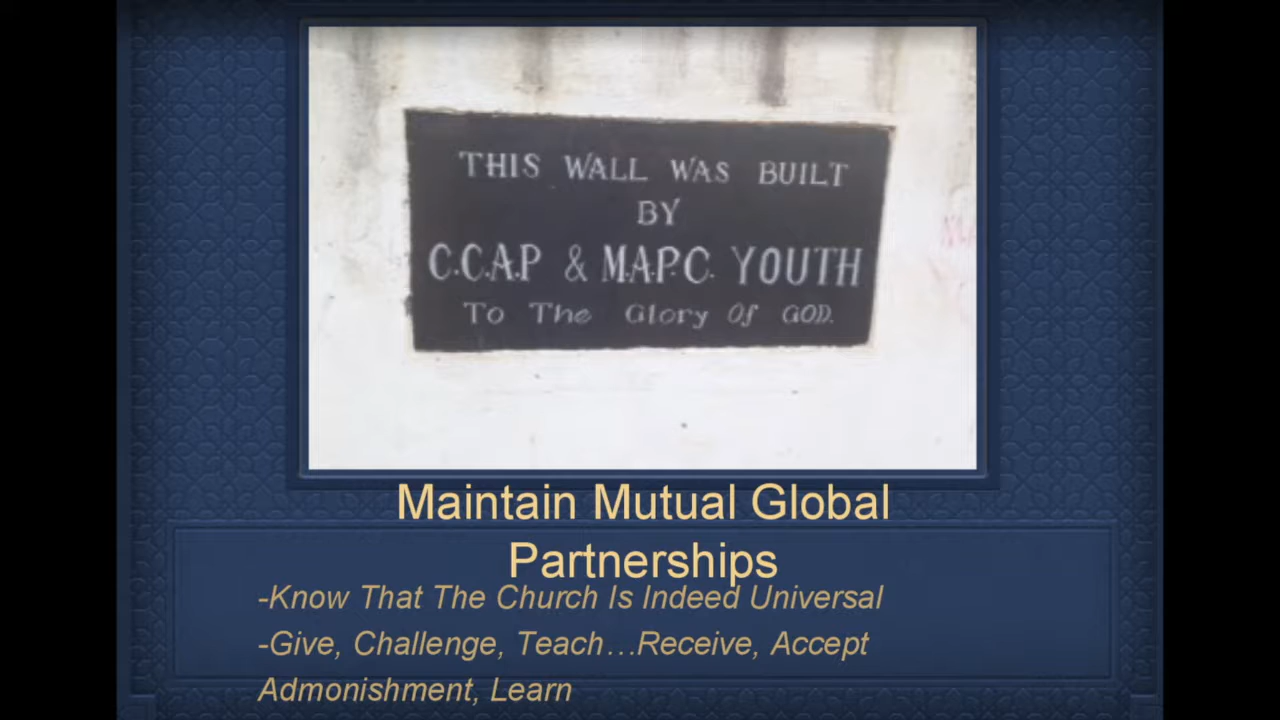 THIS WALL WAS BUILT
BY
C.C.A.P & M.A.P.C. YOUTH
To The Glory Of GOD.
Maintain Mutual Global
Partnerships
-Know That The Church Is Indeed Universal
-Give, Challenge, Teach…Receive, Accept
Admonishment, Learn